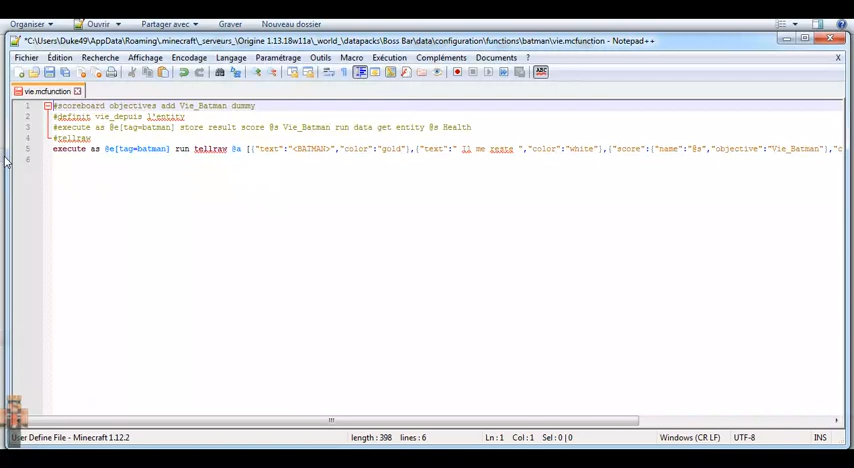 Organiser Ouvrir Partager avec Graver Nouveau dossier
*C:\Users\Duke49\AppData\Roaming\.minecraft\_serveurs_\Origine 1.13.18w11a\_world_\datapacks\Boss Bar\data\configuration\functions\batman\vie.mcfunction - Notepad++
Fichier Édition Recherche Affichage Encodage Langage Paramétrage Outils Macro Exécution Compléments Documents X
vie.mcfunction
1 #scoreboard objectives add Vie_Batman dummy
2 #definit vie_depuis l'entity
3 #execute as @e[tag=batman] store result score @s Vie_Batman run data get entity @s Health
4 #tellraw
5 execute as @e[tag=batman] run tellraw @a [{"text":"<BATMAN>","color":"gold"},{"text":" Il me reste ","color":"white"},{"score":{"name":"@s","objective":"Vie_Batman"},"c
6
User Define File - Minecraft 1.12.2 length : 398 lines : 6 Ln : 1 Col : 1 Sel : 0 | 0 Windows (CR LF) UTF-8 INS